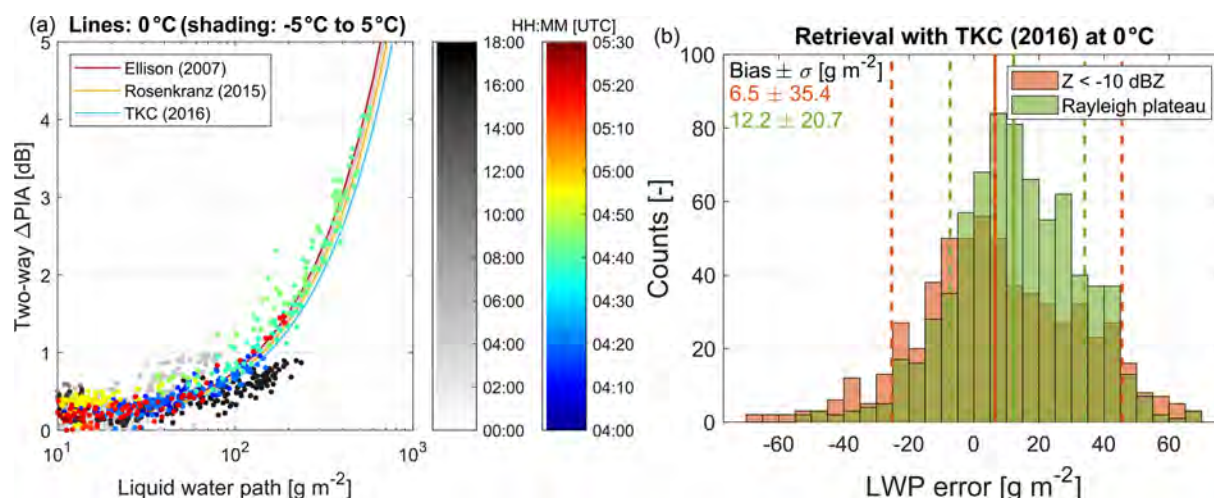 (a) Lines: 0°C (shading: -5°C to 5°C)
HH:MM [UTC]
Two-way ΔPIA [dB]
5
4
3
2
1
0
Ellison (2007)
Rosenkranz (2015)
TKC (2016)
10¹ 10² 10³
Liquid water path [g m⁻²]
18:00
16:00
14:00
12:00
10:00
08:00
06:00
04:00
02:00
00:00
05:30
05:20
05:10
05:00
04:50
04:40
04:30
04:20
04:10
04:00
(b) Retrieval with TKC (2016) at 0°C
Counts [-]
100
80
60
40
20
0
Bias ± σ [g m⁻²]
6.5 ± 35.4
12.2 ± 20.7
Z < -10 dBZ
Rayleigh plateau
-60 -40 -20 0 20 40 60
LWP error [g m⁻²]